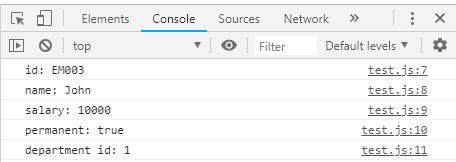 Elements Console Sources Network »
top ▼ Filter Default levels ▼
id: EM003 test.js:7
name: John test.js:8
salary: 10000 test.js:9
permanent: true test.js:10
department id: 1 test.js:11